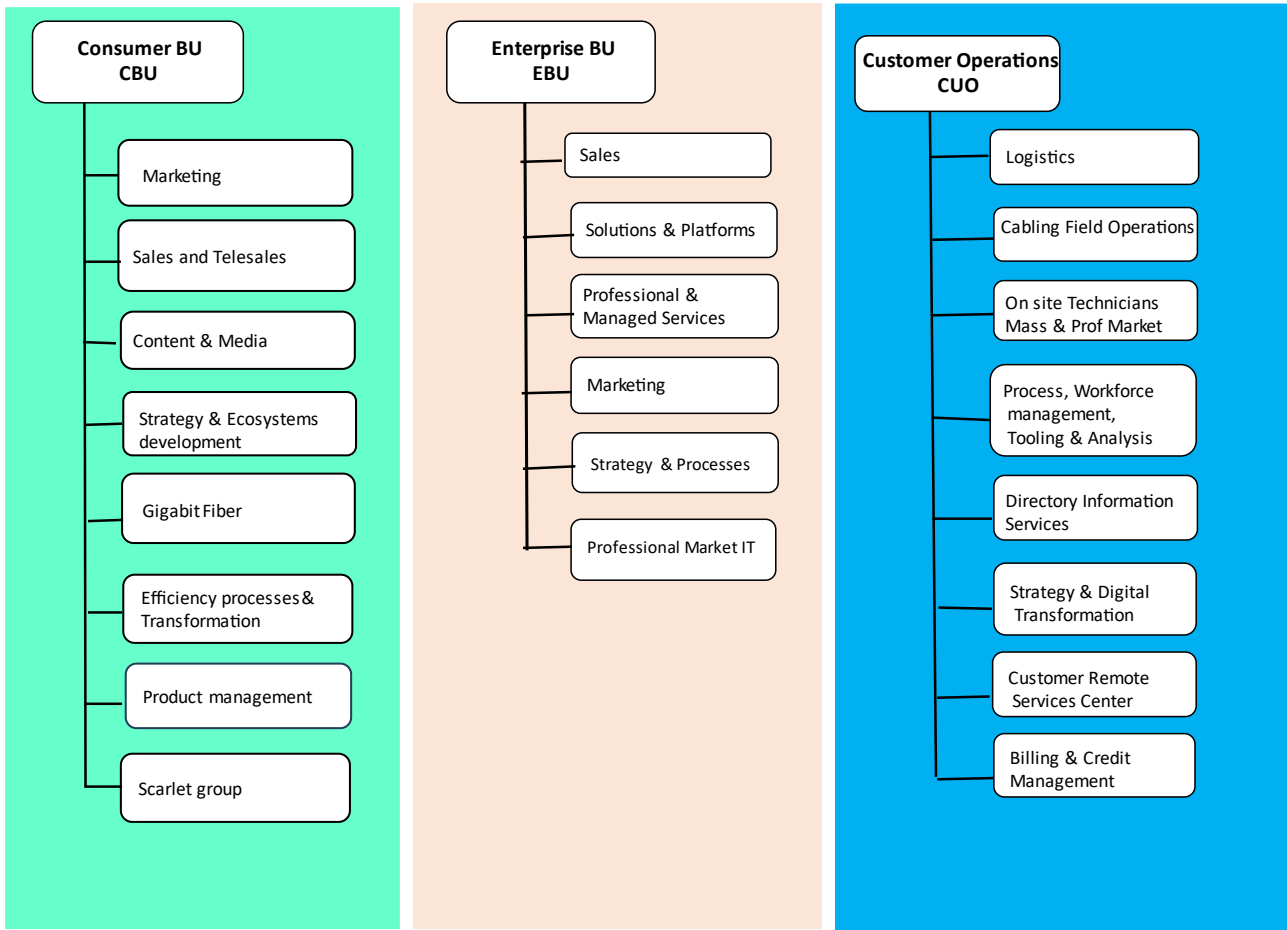 Consumer BU
CBU
Marketing
Sales and Telesales
Content & Media
Strategy & Ecosystems
development
Gigabit Fiber
Efficiency processes &
Transformation
Product management
Scarlet group
Enterprise BU
EBU
Sales
Solutions & Platforms
Professional &
Managed Services
Marketing
Strategy & Processes
Professional Market IT
Customer Operations
CUO
Logistics
Cabling Field Operations
On site Technicians
Mass & Prof Market
Process, Workforce
management,
Tooling & Analysis
Directory Information
Services
Strategy & Digital
Transformation
Customer Remote
Services Center
Billing & Credit
Management